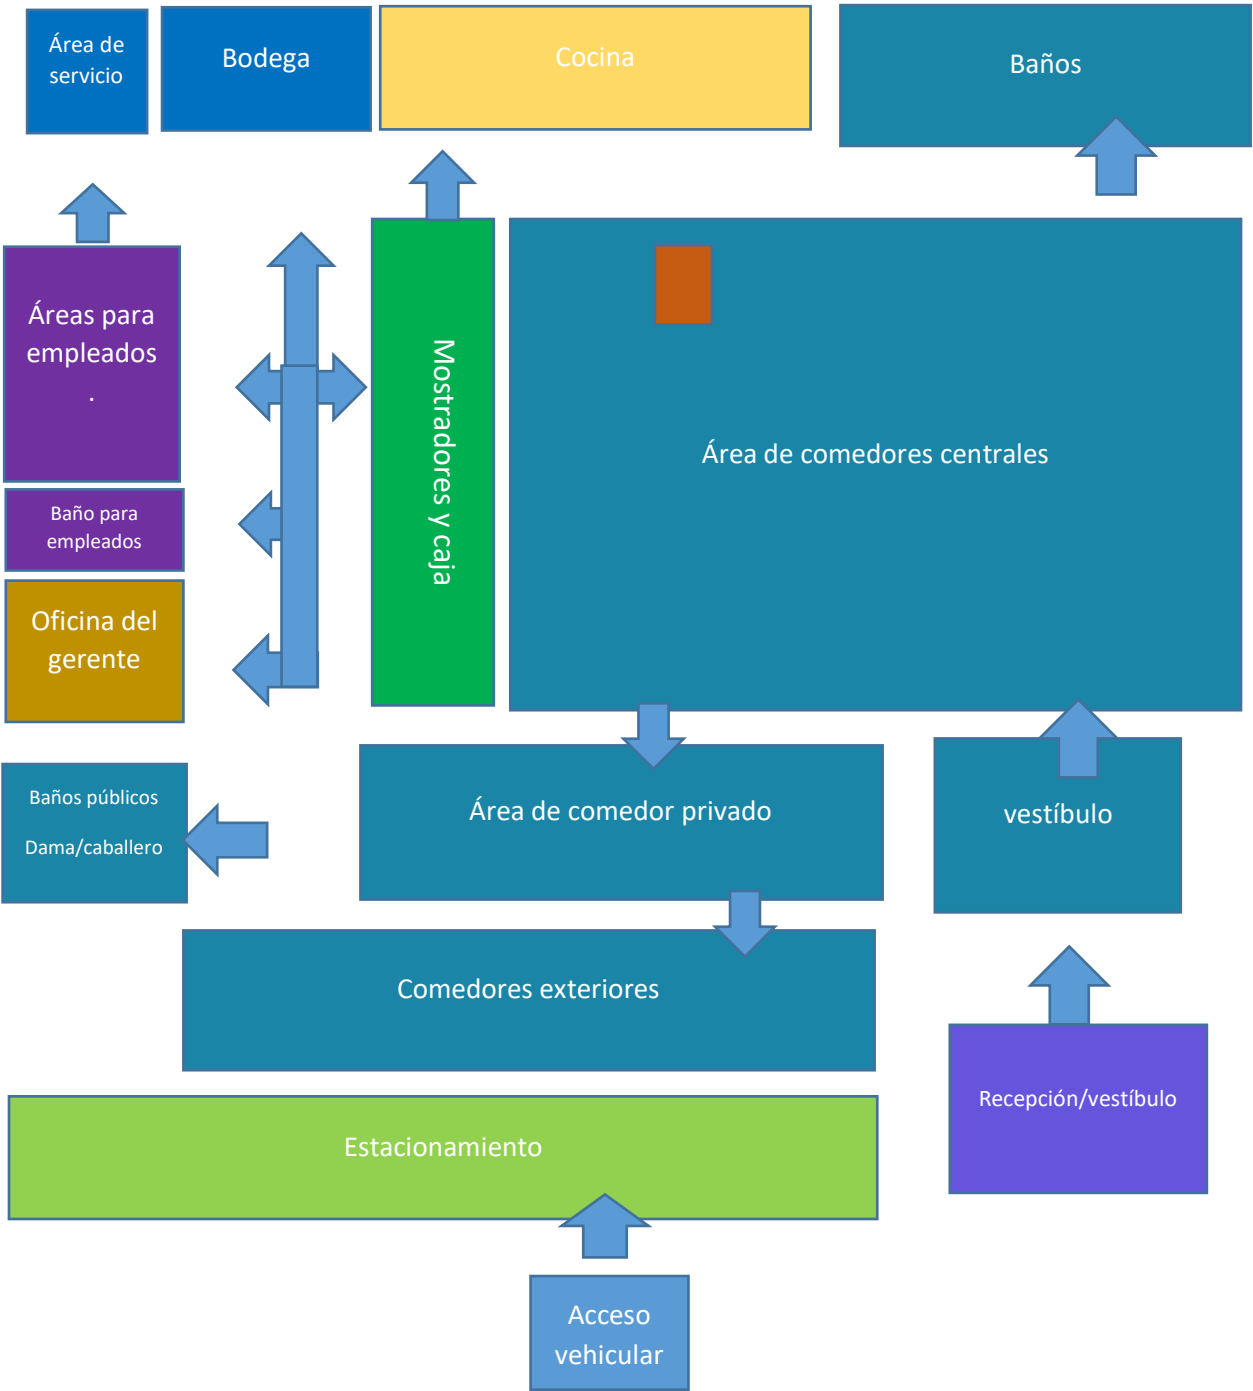 Área de
servicio
Bodega
Cocina
Baños
Áreas para
empleados
.
Mostradores y caja
Área de comedores centrales
Baño para
empleados
Oficina del
gerente
Baños públicos
Dama/caballero
Área de comedor privado
vestíbulo
Comedores exteriores
Recepción/vestíbulo
Estacionamiento
Acceso
vehicular